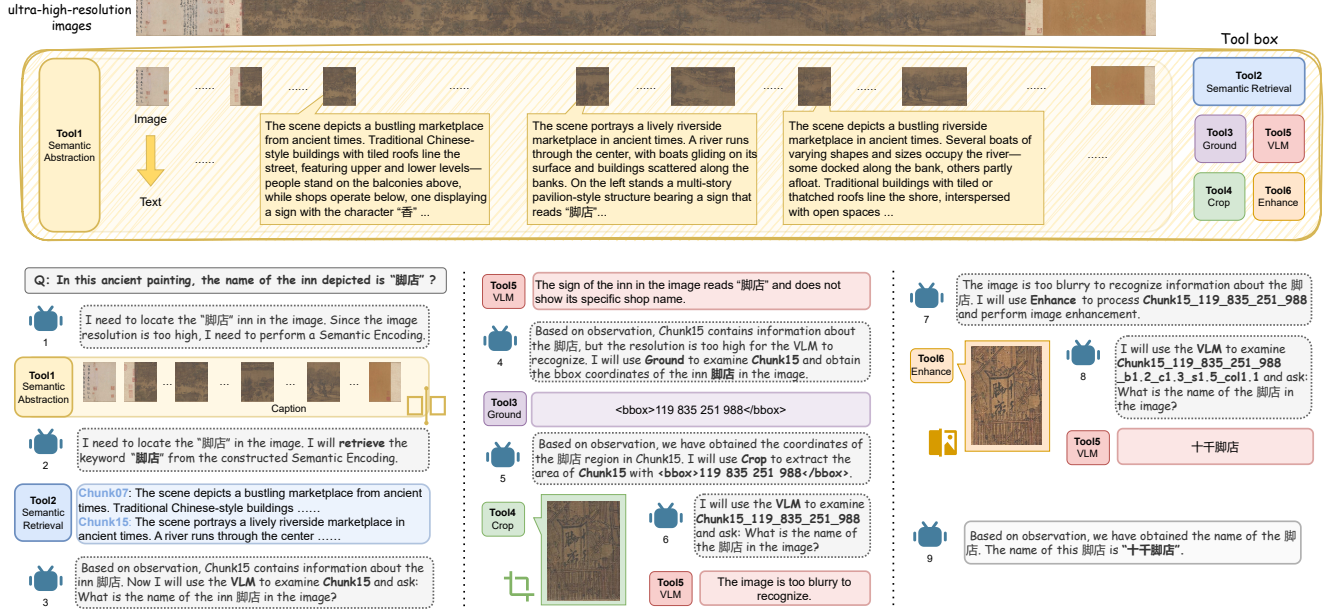 ultra-high-resolution
images
Tool box
Tool1
Semantic
Abstraction
Image
Text
......
......
......
......
......
......
......
......
The scene depicts a bustling marketplace
from ancient times. Traditional Chinese-
style buildings with tiled roofs line the
street, featuring upper and lower levels—
people stand on the balconies above,
while shops operate below, one displaying
a sign with the character “香” ...
The scene portrays a lively riverside
marketplace in ancient times. A river runs
through the center, with boats gliding on its
surface and buildings scattered along the
banks. On the left stands a multi-story
pavilion-style structure bearing a sign that
reads “脚店”...
The scene depicts a bustling riverside
marketplace in ancient times. Several boats of
varying shapes and sizes occupy the river—
some docked along the bank, others partly
afloat. Traditional buildings with tiled or
thatched roofs line the shore, interspersed
with open spaces ...
Tool2
Semantic Retrieval
Tool3
Ground
Tool5
VLM
Tool4
Crop
Tool6
Enhance
Q: In this ancient painting, the name of the inn depicted is “脚店” ?
I need to locate the “脚店” inn in the image. Since the image
resolution is too high, I need to perform a Semantic Encoding.
1
Tool1
Semantic
Abstraction
...
...
...
...
Caption
I need to locate the “脚店” in the image. I will retrieve the
keyword “脚店” from the constructed Semantic Encoding.
2
Tool2
Semantic
Retrieval
Chunk07: The scene depicts a bustling marketplace from ancient
times. Traditional Chinese-style buildings ......
Chunk15: The scene portrays a lively riverside marketplace in
ancient times. A river runs through the center ......
Based on observation, Chunk15 contains information about the
inn 脚店. Now I will use the VLM to examine Chunk15 and ask:
What is the name of the inn 脚店 in the image?
3
Tool5
VLM
The sign of the inn in the image reads “脚店” and does not
show its specific shop name.
Based on observation, Chunk15 contains information about
the 脚店, but the resolution is too high for the VLM to
recognize. I will use Ground to examine Chunk15 and obtain
the bbox coordinates of the inn 脚店 in the image.
4
Tool3
Ground
<bbox>119 835 251 988</bbox>
Based on observation, we have obtained the coordinates of
the 脚店 region in Chunk15. I will use Crop to extract the
area of Chunk15 with <bbox>119 835 251 988</bbox>.
5
Tool4
Crop
I will use the VLM to examine
Chunk15_119_835_251_988
and ask: What is the name of
the 脚店 in the image?
6
Tool5
VLM
The image is too blurry to
recognize.
The image is too blurry to recognize information about the 脚
店. I will use Enhance to process Chunk15_119_835_251_988
and perform image enhancement.
7
Tool6
Enhance
I will use the VLM to examine
Chunk15_119_835_251_988
_b1.2_c1.3_s1.5_col1.1 and ask:
What is the name of the 脚店 in
the image?
8
Tool5
VLM
十千脚店
Based on observation, we have obtained the name of the 脚
店. The name of this 脚店 is “十千脚店”.
9